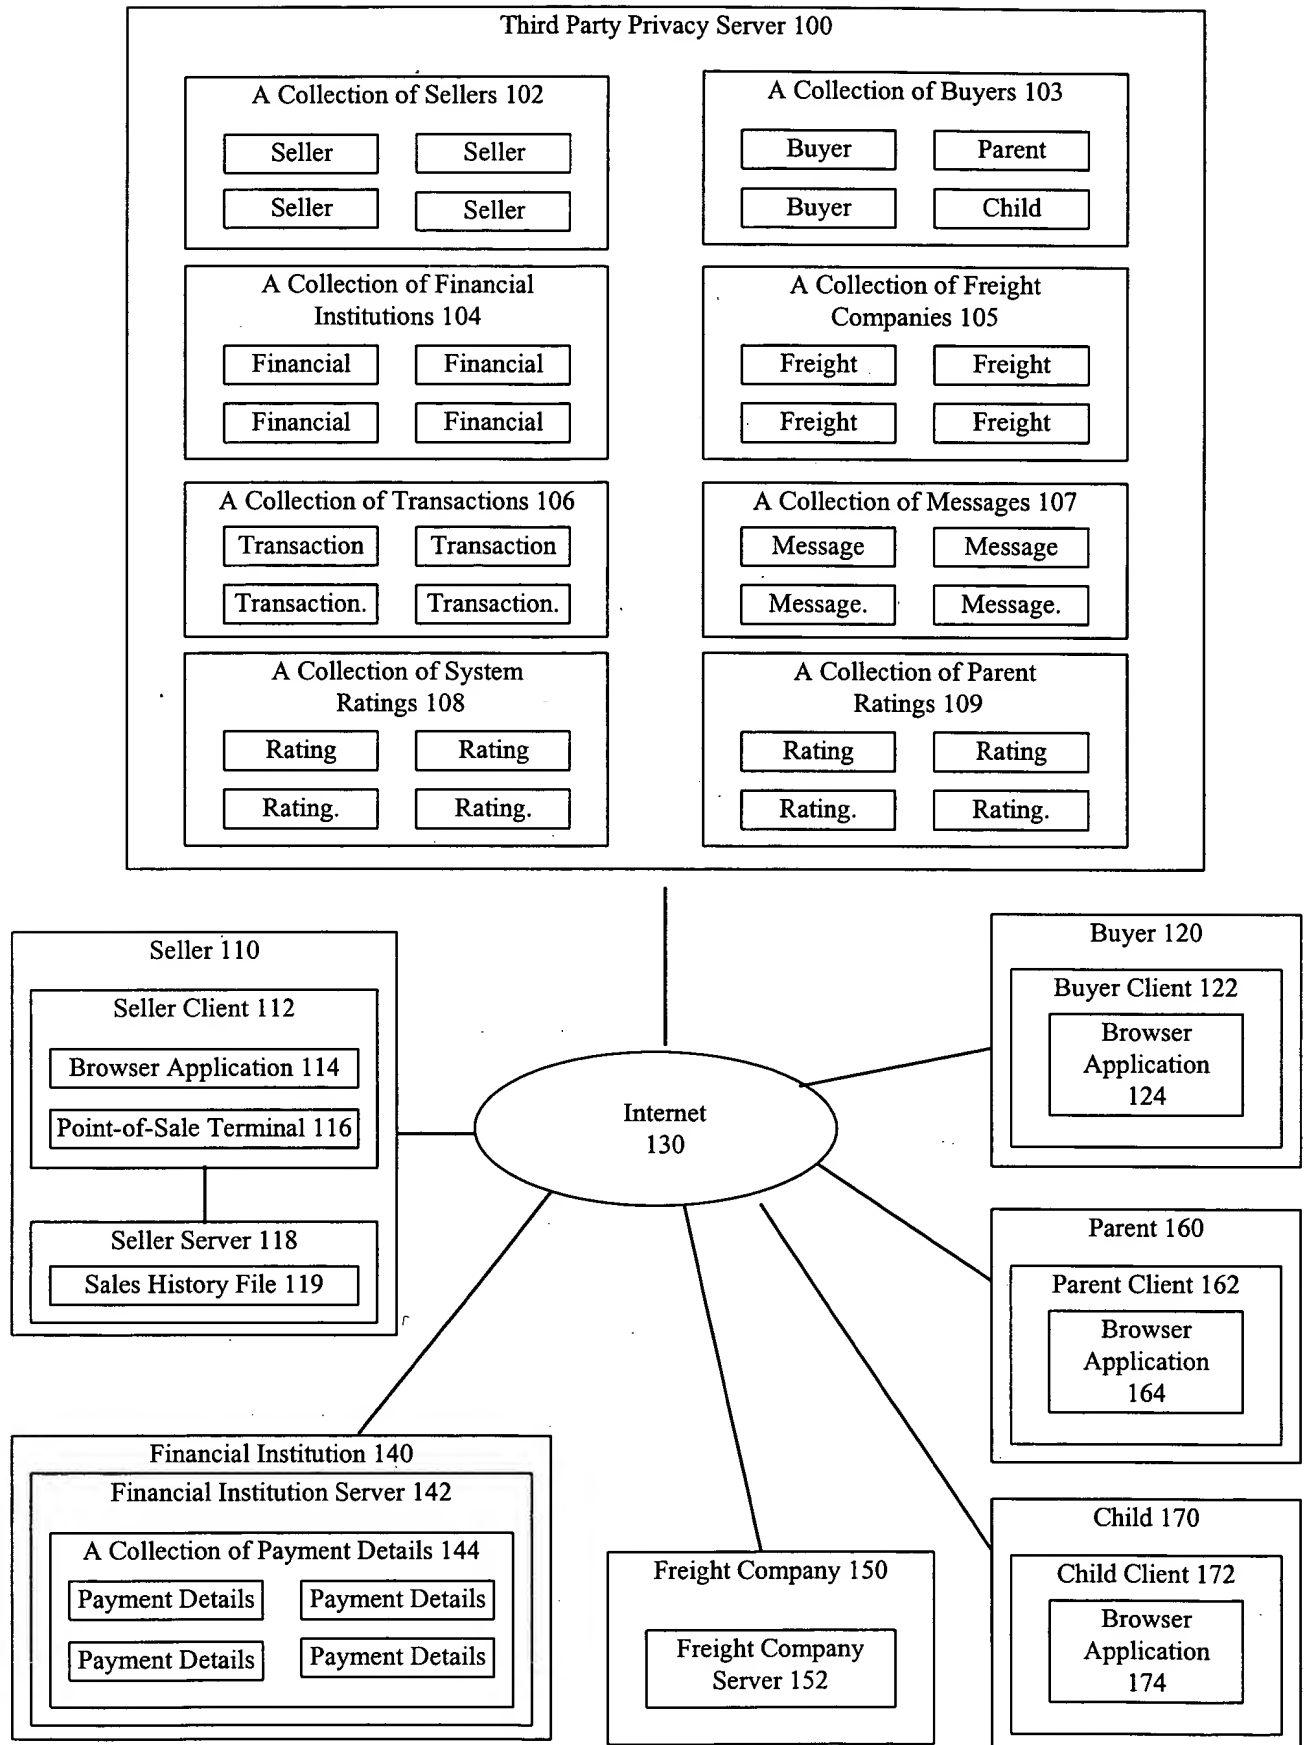 Third Party Privacy Server 100
A Collection of Sellers 102
Seller
Seller
Seller
Seller
A Collection of Buyers 103
Buyer
Parent
Buyer
Child
A Collection of Financial
Institutions 104
Financial
Financial
Financial
Financial
A Collection of Freight
Companies 105
Freight
Freight
Freight
Freight
A Collection of Transactions 106
Transaction
Transaction
Transaction.
Transaction.
A Collection of Messages 107
Message
Message
Message.
Message.
A Collection of System
Ratings 108
Rating
Rating
Rating.
Rating.
A Collection of Parent
Ratings 109
Rating
Rating
Rating.
Rating.
Seller 110
Seller Client 112
Browser Application 114
Point-of-Sale Terminal 116
Seller Server 118
Sales History File 119
Internet
130
Buyer 120
Buyer Client 122
Browser
Application
124
Parent 160
Parent Client 162
Browser
Application
164
Financial Institution 140
Financial Institution Server 142
A Collection of Payment Details 144
Payment Details
Payment Details
Payment Details
Payment Details
Freight Company 150
Freight Company
Server 152
Child 170
Child Client 172
Browser
Application
174